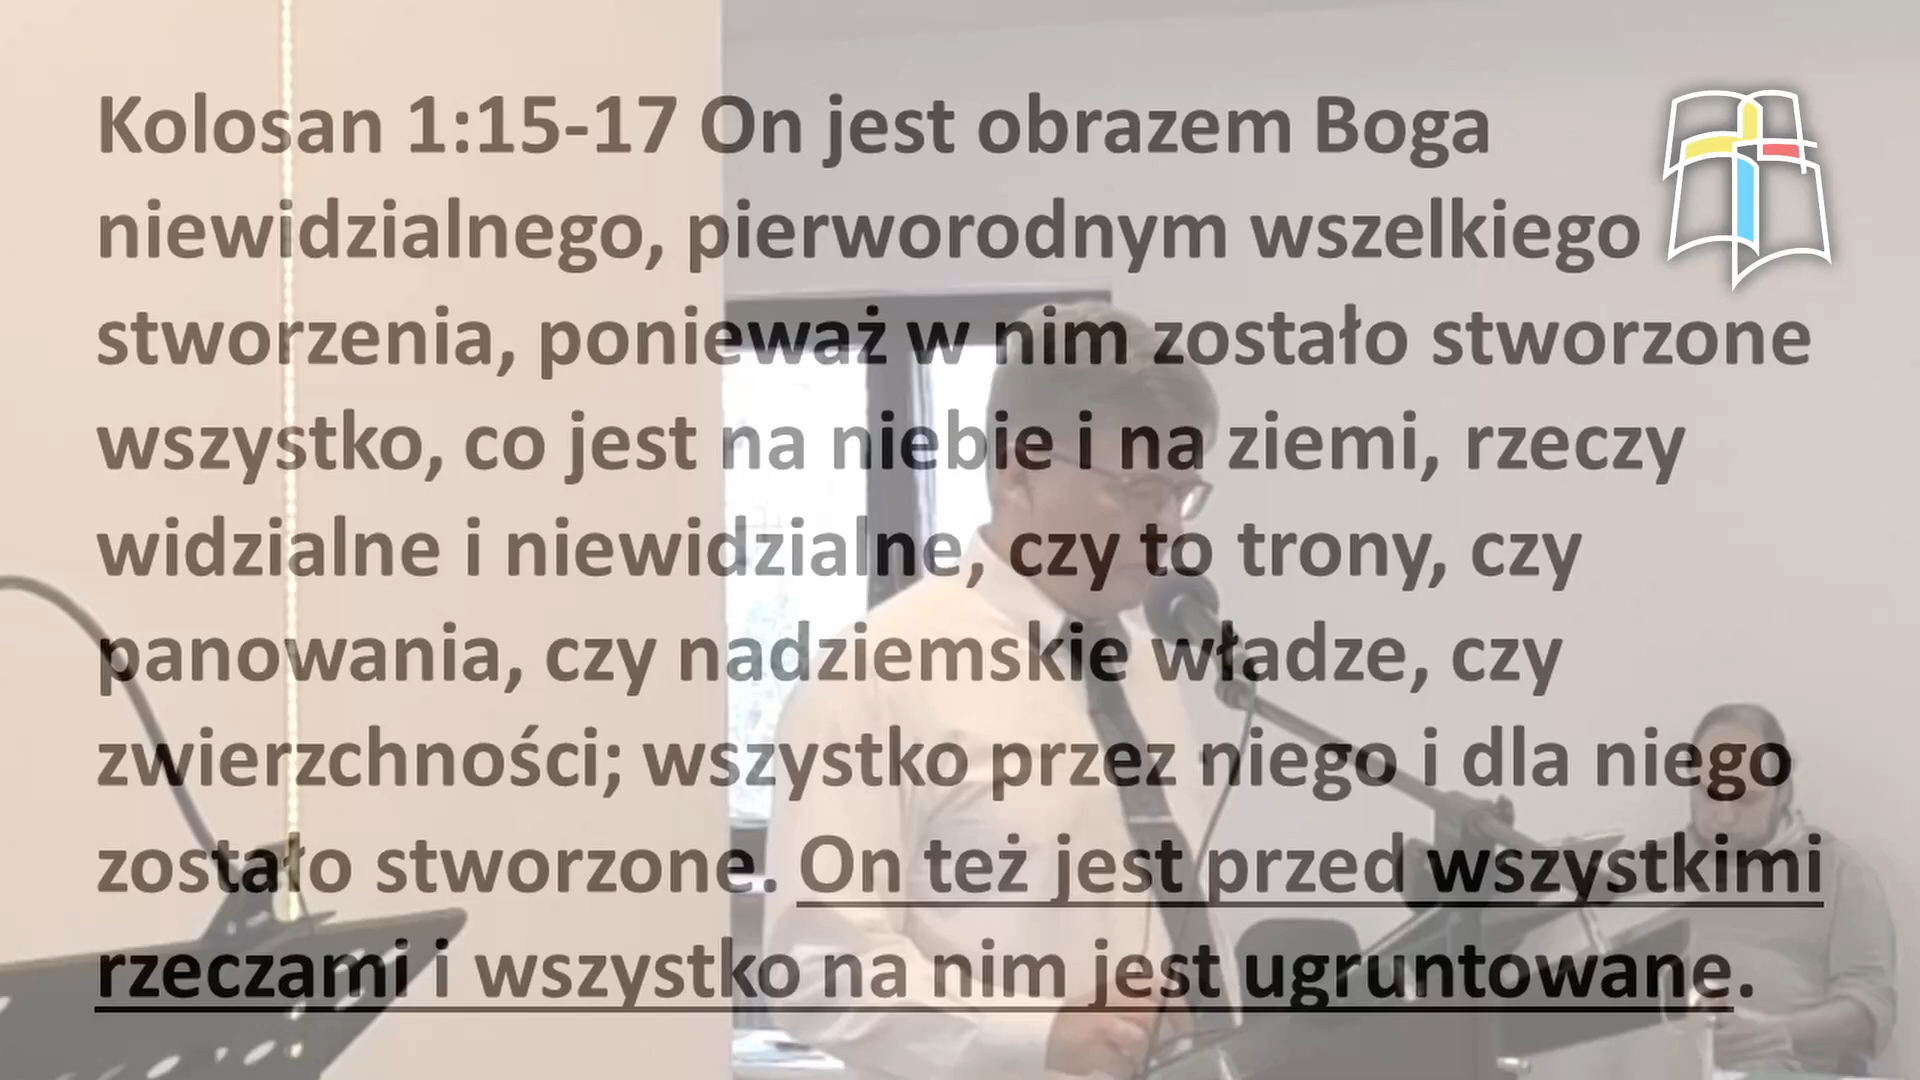 Kolosan 1:15-17 On jest obrazem Boga
niewidzialnego, pierworodnym wszelkiego
stworzenia, ponieważ w nim zostało stworzone
wszystko, co jest na niebie i na ziemi, rzeczy
widzialne i niewidzialne, czy to trony, czy
panowania, czy nadziemskie władze, czy
zwierzchności; wszystko przez niego i dla niego
zostało stworzone. On też jest przed wszystkimi
rzeczami i wszystko na nim jest ugruntowane.